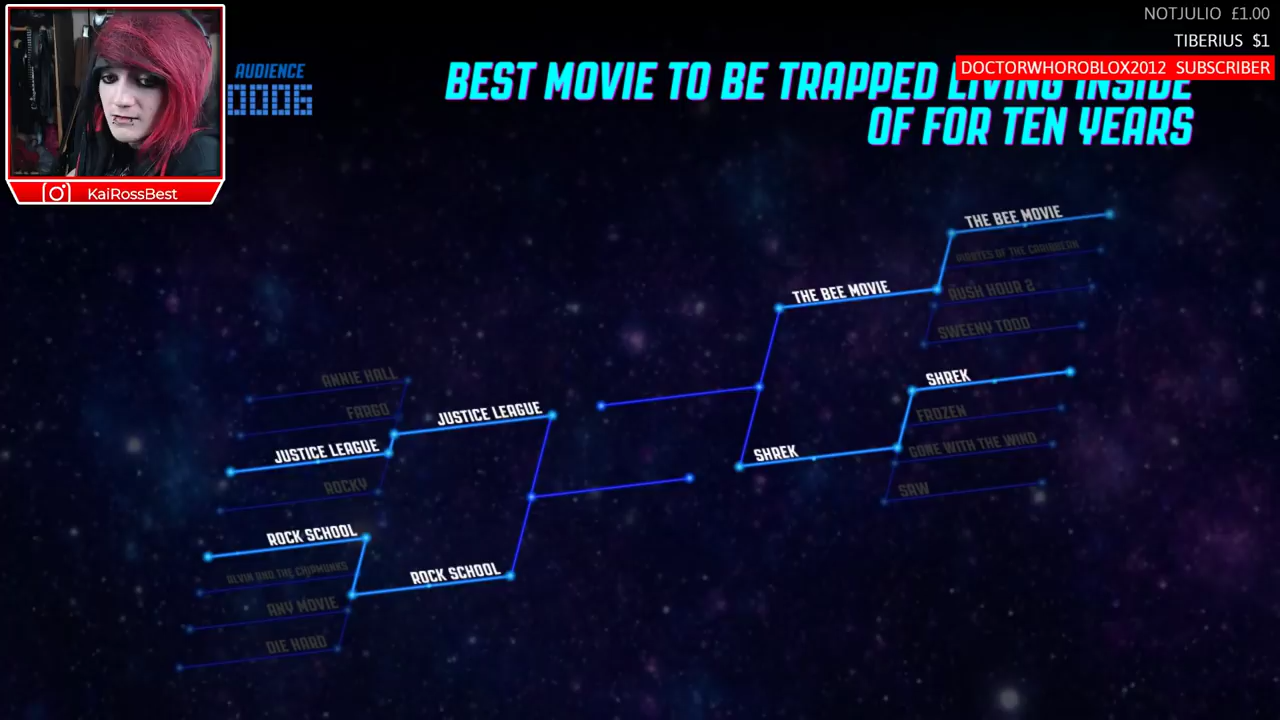 NOTJULIO £1.00
TIBERIUS $1
DOCTORWHOROBLOX2012 SUBSCRIBER
AUDIENCE
0006
BEST MOVIE TO BE TRAPPED LIVING INSIDE
OF FOR TEN YEARS
KaiRossBest
THE BEE MOVIE
PIRATES OF THE CARIBBEAN
RUSH HOUR 2
SWEENY TODD
THE BEE MOVIE
SHREK
FROZEN
GONE WITH THE WIND
SAW
SHREK
ANNIE HALL
FARGO
JUSTICE LEAGUE
ROCKY
JUSTICE LEAGUE
ROCK SCHOOL
ALVIN AND THE CHIPMUNKS
ANY MOVIE
DIE HARD
ROCK SCHOOL